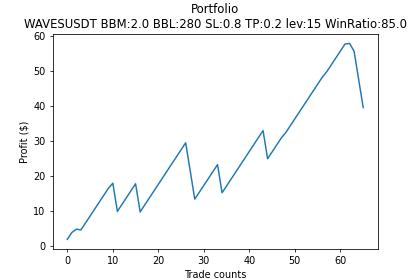 Portfolio
WAVESUSDT BBM:2.0 BBL:280 SL:0.8 TP:0.2 lev:15 WinRatio:85.0
60
50
40
30
20
10
0
Profit ($)
0 10 20 30 40 50 60
Trade counts